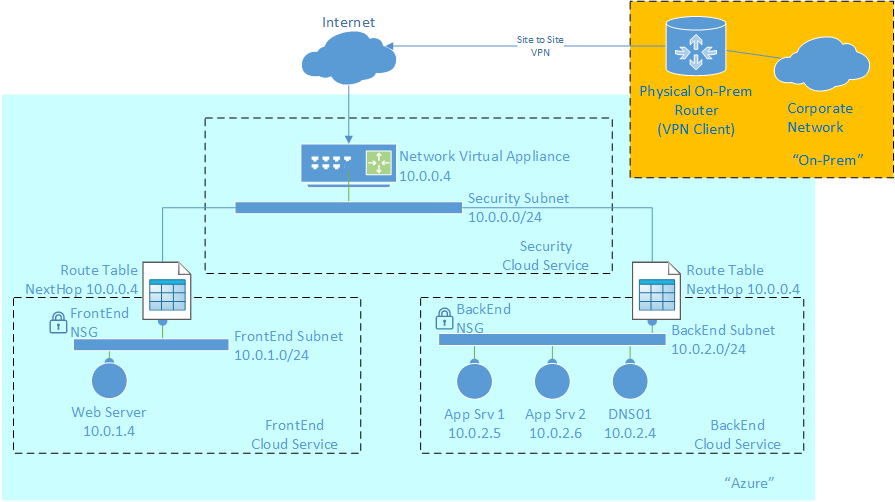 Internet
Site to Site
VPN
Physical On-Prem
Router
(VPN Client)
Corporate
Network
“On-Prem”
Network Virtual Appliance
10.0.0.4
Security Subnet
10.0.0.0/24
Security
Cloud Service
Route Table
NextHop 10.0.0.4
FrontEnd
NSG
FrontEnd Subnet
10.0.1.0/24
Web Server
10.0.1.4
FrontEnd
Cloud Service
Route Table
NextHop 10.0.0.4
BackEnd
NSG
BackEnd Subnet
10.0.2.0/24
App Srv 1
10.0.2.5
App Srv 2
10.0.2.6
DNS01
10.0.2.4
BackEnd
Cloud Service
“Azure”